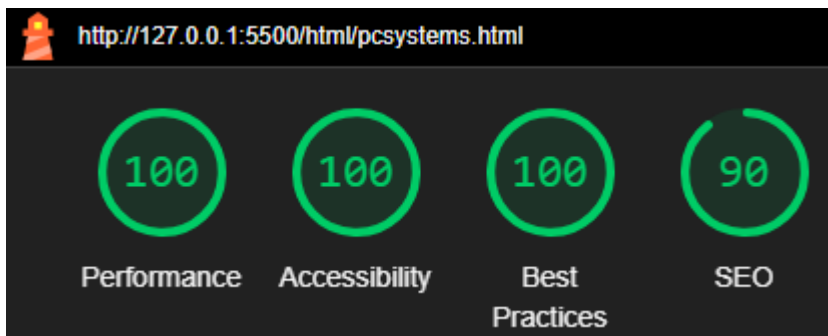 http://127.0.0.1:5500/html/pcsystems.html
100
100
100
90
Performance
Accessibility
Best
Practices
SEO